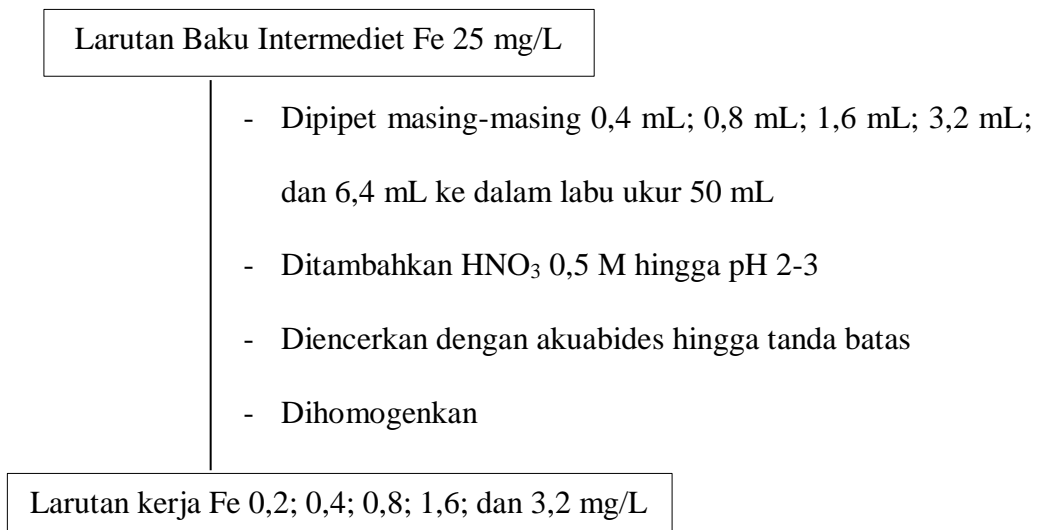 Larutan Baku Intermediet Fe 25 mg/L
- Dipipet masing-masing 0,4 mL; 0,8 mL; 1,6 mL; 3,2 mL;
dan 6,4 mL ke dalam labu ukur 50 mL
- Ditambahkan HNO₃ 0,5 M hingga pH 2-3
- Diencerkan dengan akuabides hingga tanda batas
- Dihomogenkan
Larutan kerja Fe 0,2; 0,4; 0,8; 1,6; dan 3,2 mg/L